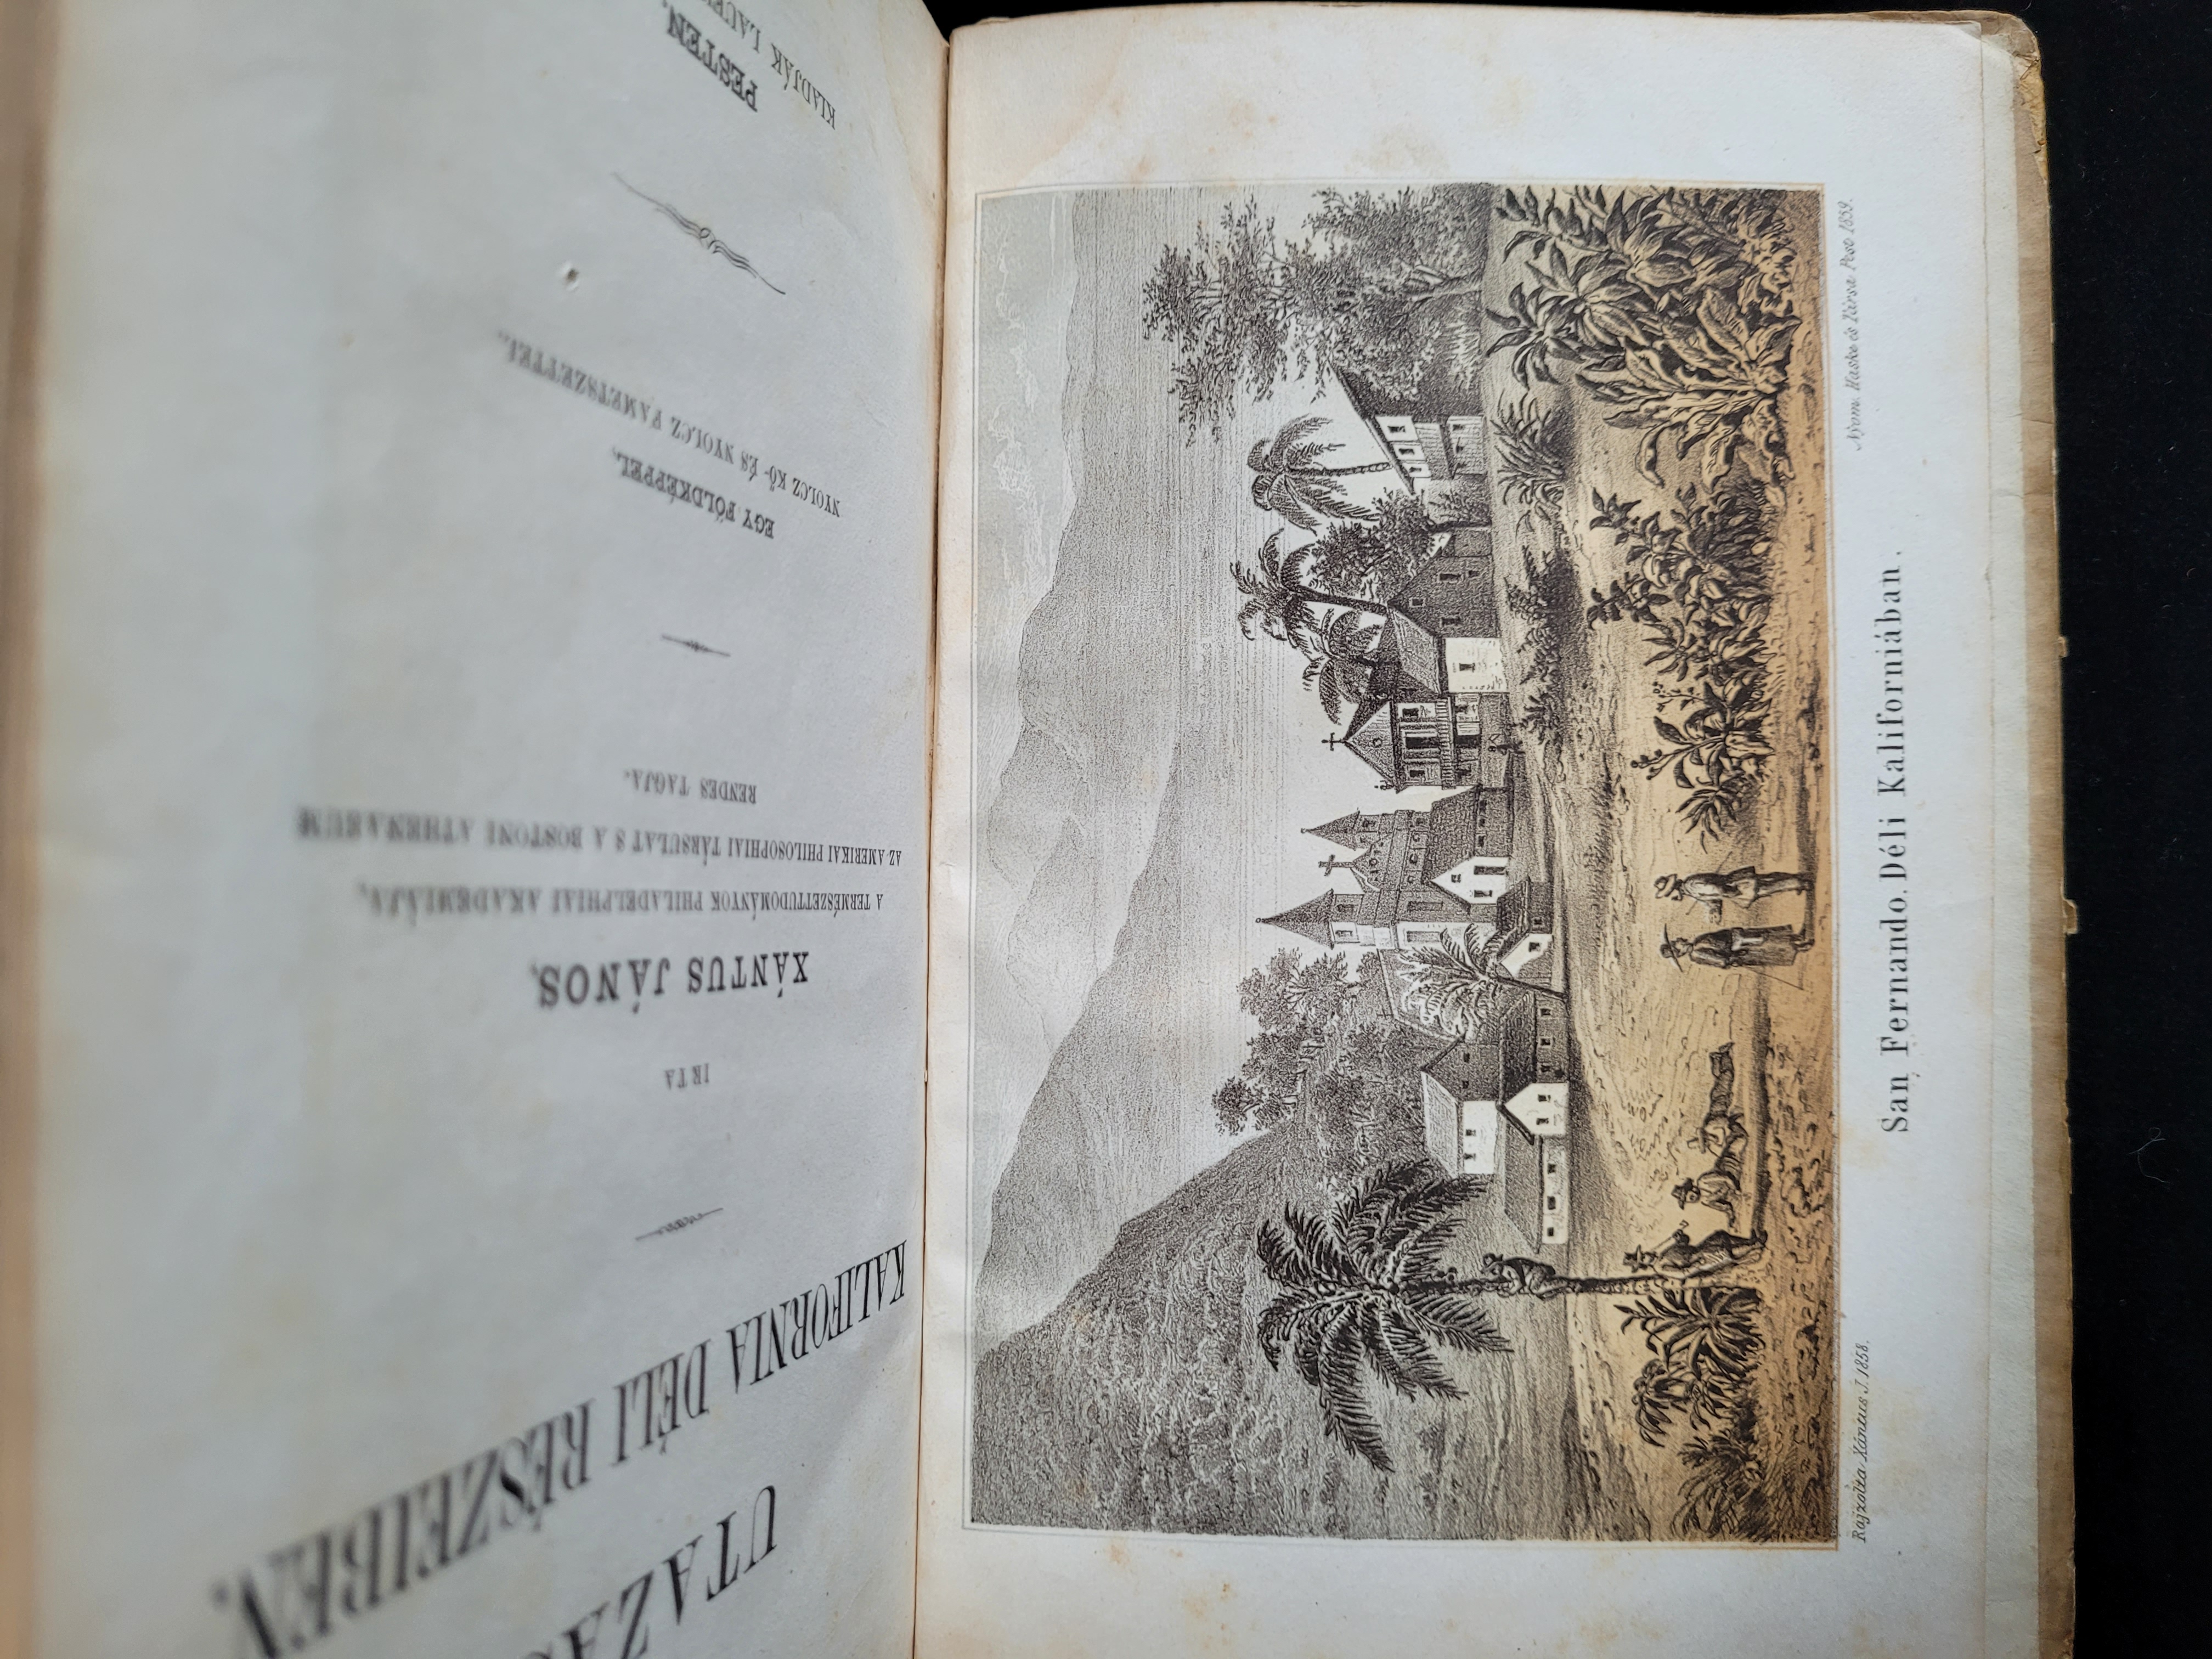 UTAZÁS
KALIFORNIA DÉLI RÉSZEIBEN.
IRTA
XÁNTUS JÁNOS,
A TERMÉSZETTUDOMÁNYOK PHILADELPHIAI AKADEMIÁJA,
AZ AMERIKAI PHILOSOPHIAI TÁRSULAT S A BOSTONI ATHENAEUM
RENDES TAGJA.
EGY FÖLDKÉPPEL,
NYOLCZ KŐ- ÉS NYOLCZ FAMETSZETTEL.
PESTEN.
KIADJÁK
Rajzolta Xántus J. 1858.
Nyom. Haske és Társa Pest 1859.
San Fernando. Déli Kaliforniában.